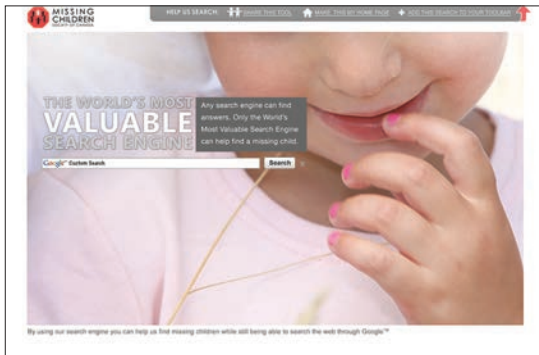 MISSING
CHILDREN
SOCIETY OF CANADA
HELP US SEARCH: SHARE THIS TOOL MAKE THIS MY HOME PAGE ADD THIS SEARCH TO YOUR TOOLBAR
THE WORLD'S MOST
VALUABLE
SEARCH ENGINE
Any search engine can find
answers. Only the World's
Most Valuable Search Engine
can help find a missing child.
Google™ Custom Search Search
By using our search engine you can help us find missing children while still being able to search the web through Google™